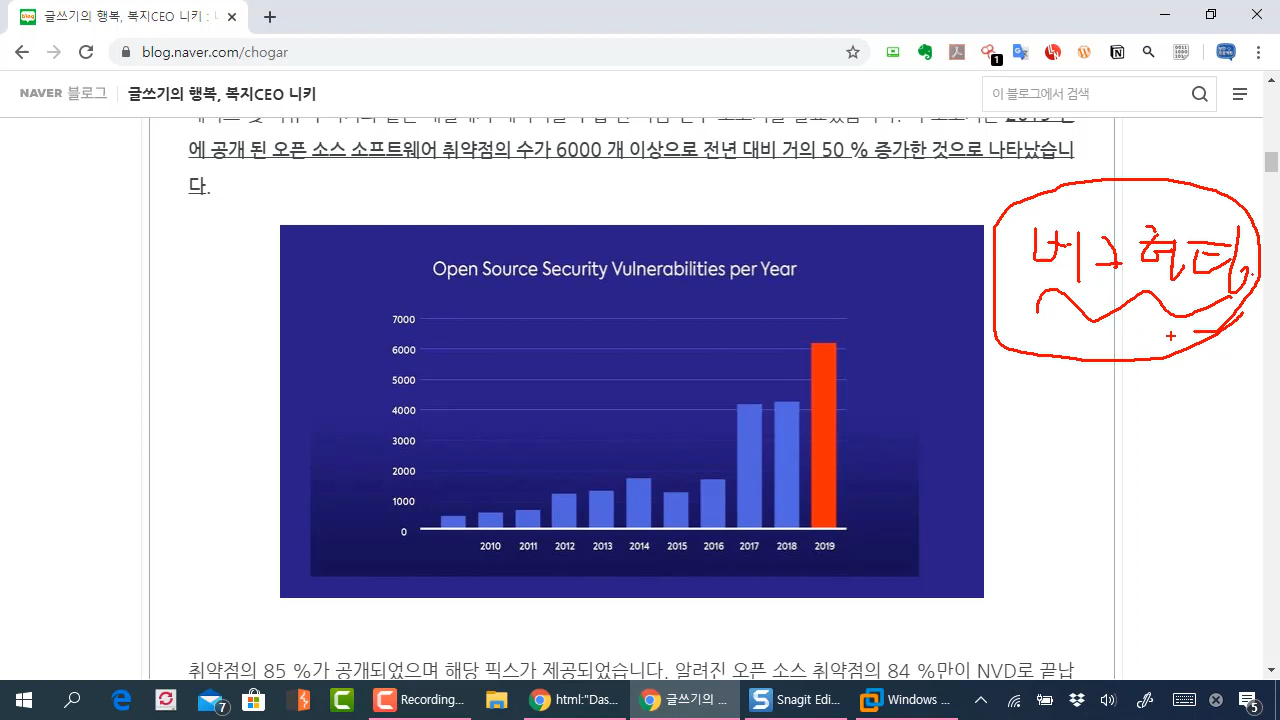 글쓰기의 행복, 복지CEO 니키 : 네
blog.naver.com/chogar
1
NAVER 블로그
글쓰기의 행복, 복지CEO 니키
이 블로그에서 검색
에 공개 된 오픈 소스 소프트웨어 취약점의 수가 6000 개 이상으로 전년 대비 거의 50 % 증가한 것으로 나타났습니
다.
버그헌팅
Open Source Security Vulnerabilities per Year
7000
6000
5000
4000
3000
2000
1000
0
2010 2011 2012 2013 2014 2015 2016 2017 2018 2019
취약점의 85 %가 공개되었으며 해당 픽스가 제공되었습니다. 알려진 오픈 소스 취약점의 84 %만이 NVD로 끝납
7
Recording...
html:"Das...
글쓰기의 ...
Snagit Edi...
Windows ...
5